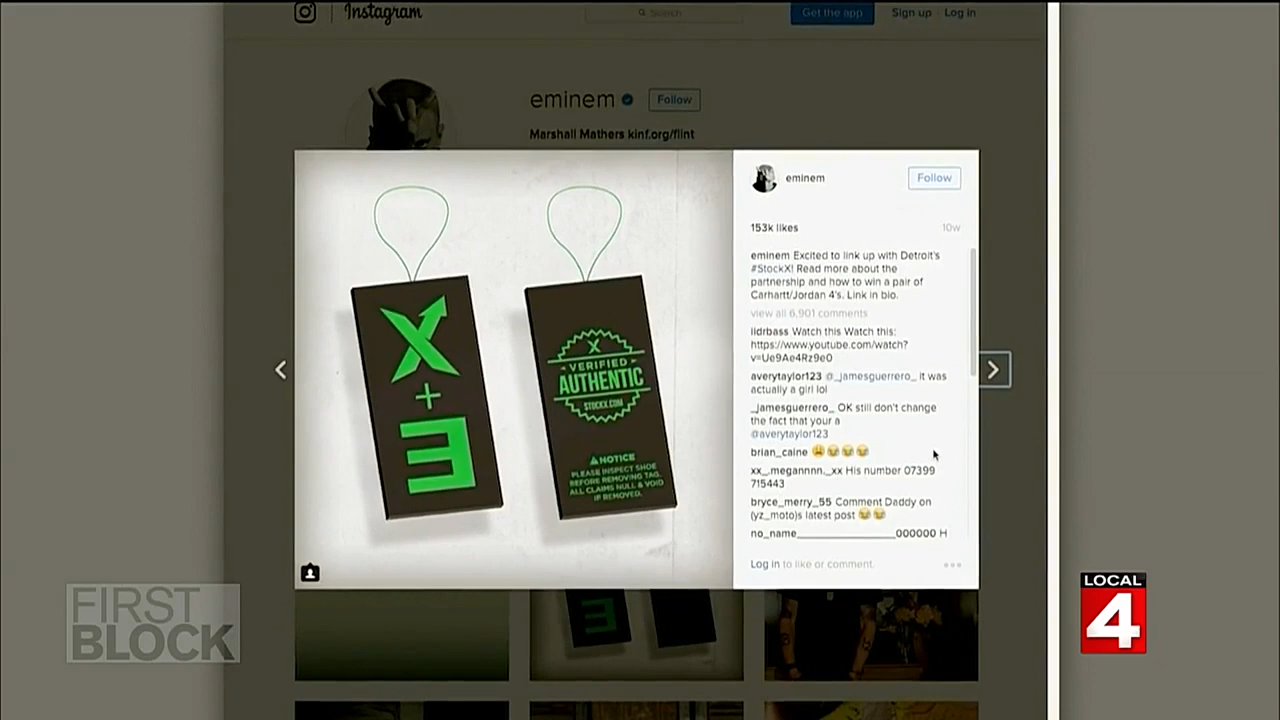 Instagram
Search
Get the app
Sign up
Log in
eminem
Follow
Marshall Mathers kinf.org/flint
X
+
E
X
VERIFIED
AUTHENTIC
STOCKX.COM
NOTICE
PLEASE INSPECT SHOE
BEFORE REMOVING TAG.
ALL CLAIMS NULL & VOID
IF REMOVED.
eminem
Follow
153k likes
10w
eminem Excited to link up with Detroit's
#StockX! Read more about the
partnership and how to win a pair of
Carhartt/Jordan 4's. Link in bio.
view all 6,901 comments
lidrbass Watch this Watch this:
https://www.youtube.com/watch?
v=Ue9Ae4Rz9e0
averytaylor123 @_jamesguerrero_ it was
actually a girl lol
_jamesguerrero_ OK still don't change
the fact that your a
@averytaylor123
brian_caine 😩😂😂😂
xx_.megannnn._xx His number 07399
715443
bryce_merry_55 Comment Daddy on
(yz_moto)s latest post 😂😂
no_name______________000000 H
Log in to like or comment.
FIRST
BLOCK
LOCAL
4